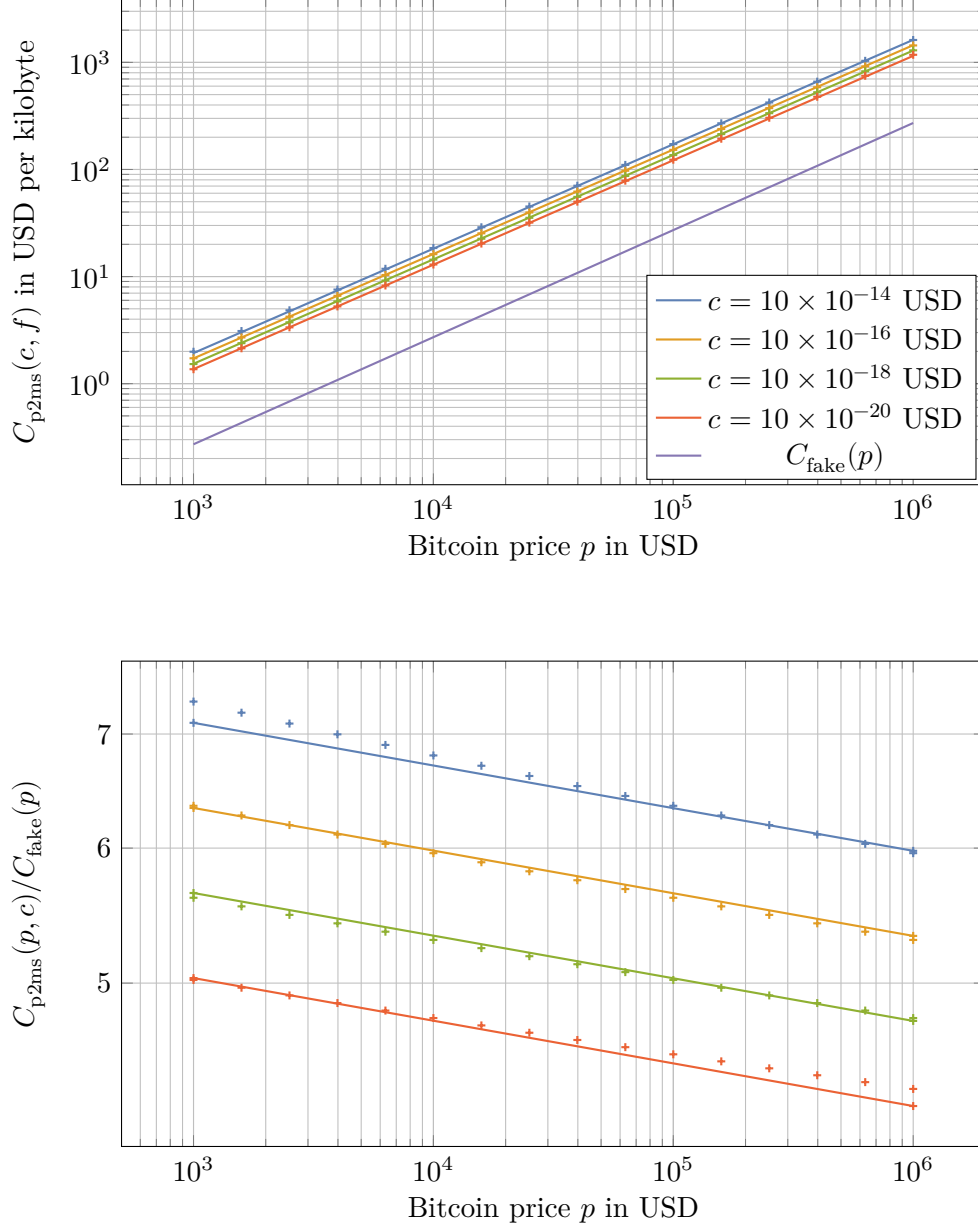 C_p2ms(c, f) in USD per kilobyte
10^3
10^2
10^1
10^0
c = 10 × 10^−14 USD
c = 10 × 10^−16 USD
c = 10 × 10^−18 USD
c = 10 × 10^−20 USD
C_fake(p)
10^3 10^4 10^5 10^6
Bitcoin price p in USD
C_p2ms(p, c)/C_fake(p)
7
6
5
10^3 10^4 10^5 10^6
Bitcoin price p in USD